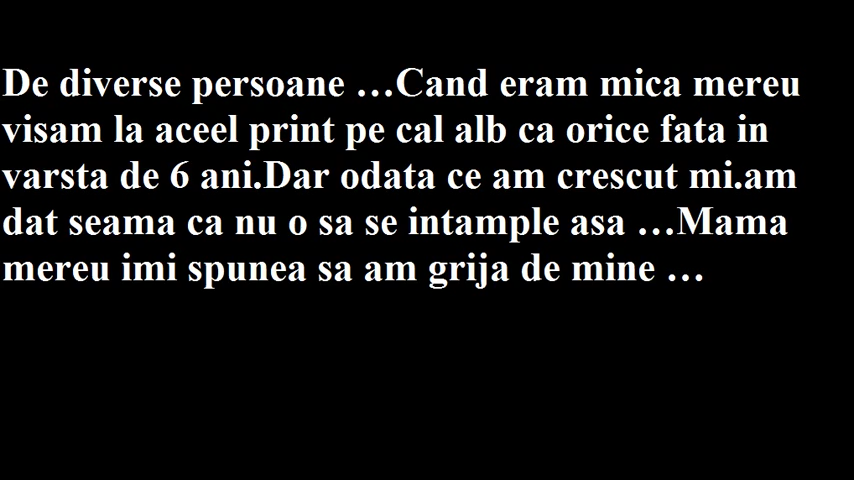 De diverse persoane …Cand eram mica mereu
visam la aceel print pe cal alb ca orice fata in
varsta de 6 ani.Dar odata ce am crescut mi.am
dat seama ca nu o sa se intample asa …Mama
mereu imi spunea sa am grija de mine …